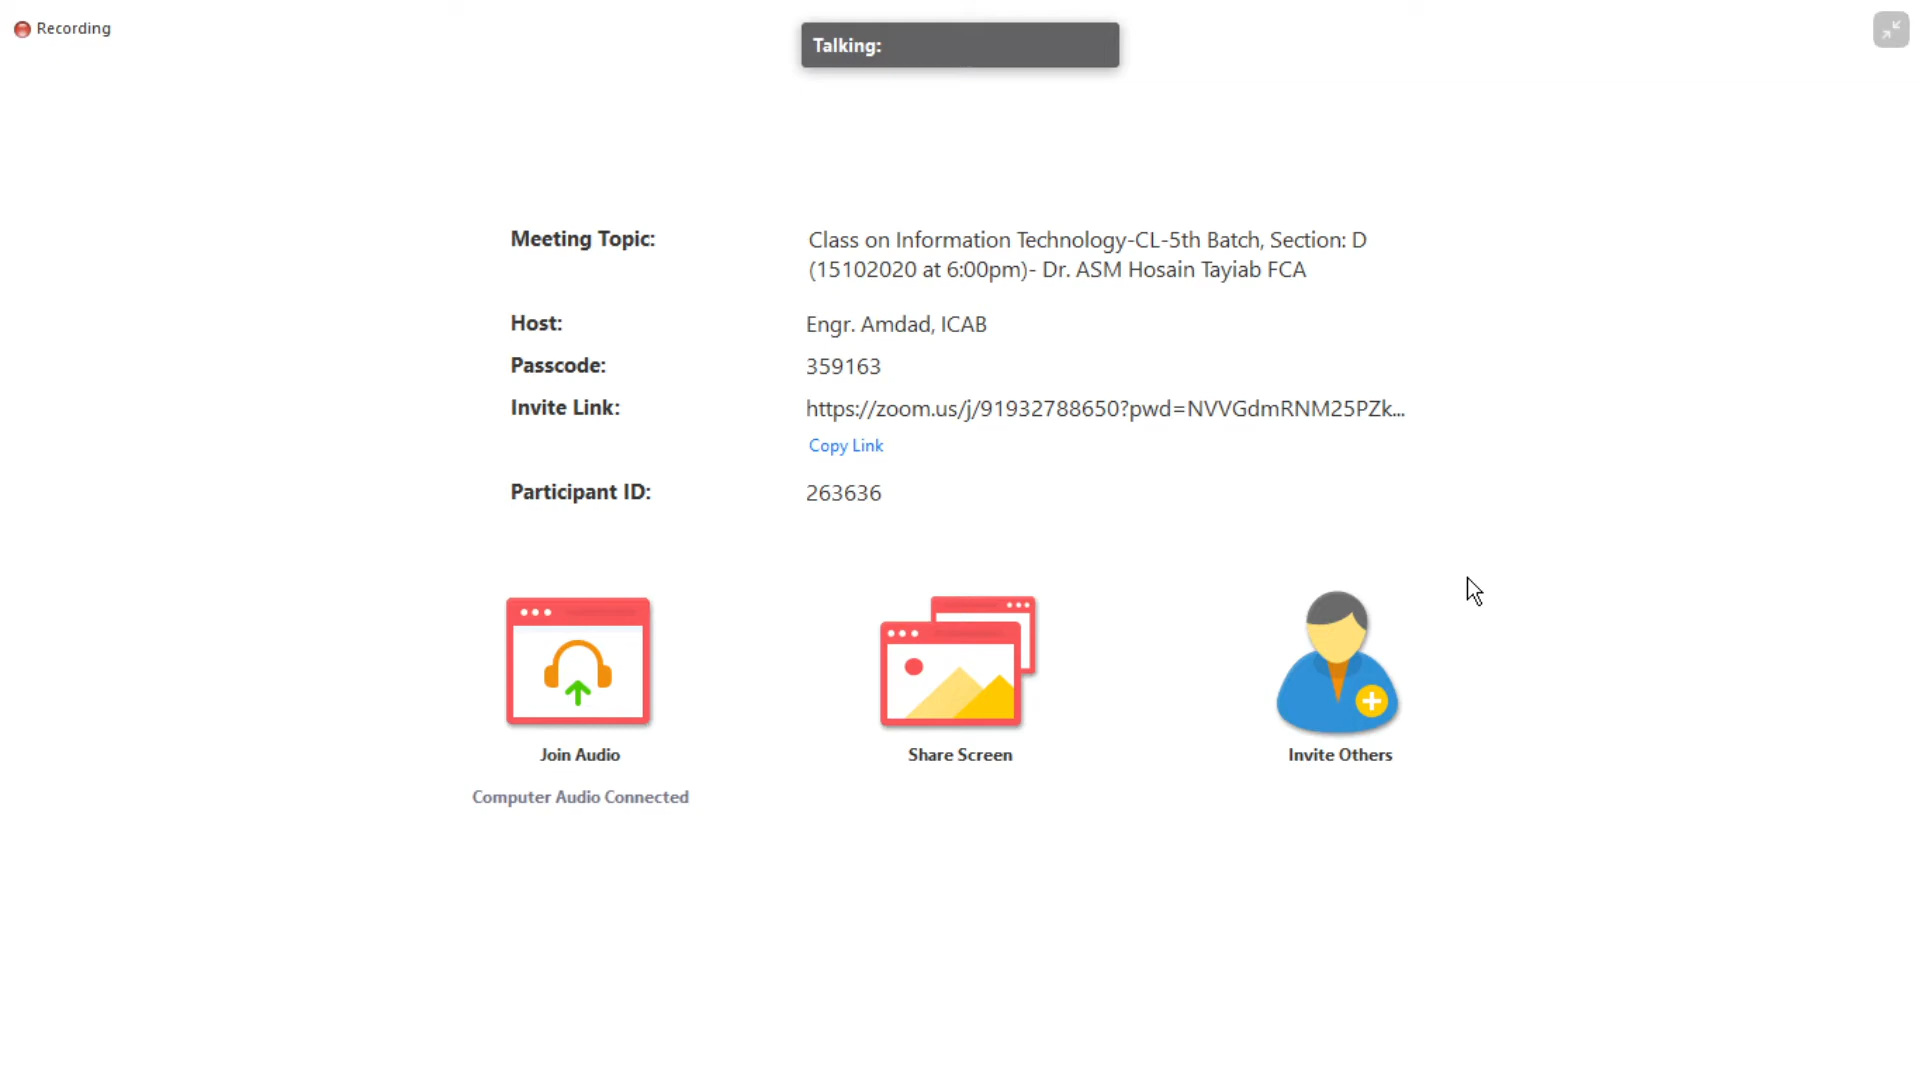 Recording
Talking:
Meeting Topic:
Class on Information Technology-CL-5th Batch, Section: D
(15102020 at 6:00pm)- Dr. ASM Hosain Tayiab FCA
Host:
Engr. Amdad, ICAB
Passcode:
359163
Invite Link:
https://zoom.us/j/91932788650?pwd=NVVGdmRNM25PZk...
Copy Link
Participant ID:
263636
Join Audio
Share Screen
Invite Others
Computer Audio Connected